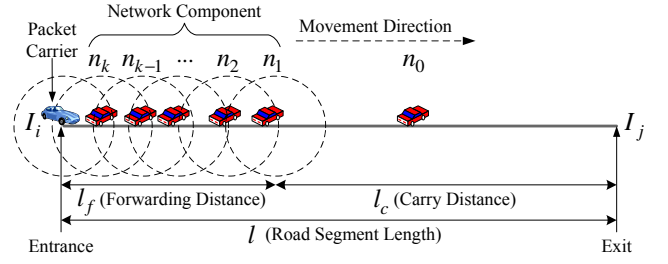 Network Component
Packet
Carrier
Movement Direction
n_k n_{k-1} ... n_2 n_1 n_0
I_i I_j
l_f (Forwarding Distance) l_c (Carry Distance)
l (Road Segment Length)
Entrance Exit